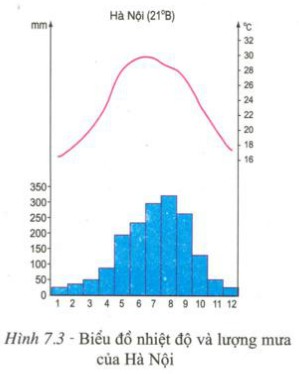 Hà Nội (21⁰B)
mm
⁰C
32
30
28
26
24
22
20
18
16
350
300
250
200
150
100
50
0
1 2 3 4 5 6 7 8 9 10 11 12
Hình 7.3 - Biểu đồ nhiệt độ và lượng mưa
của Hà Nội